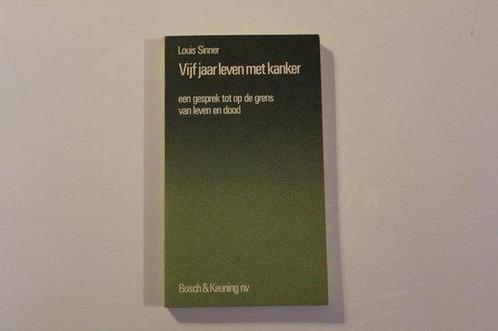 Louis Sinner
Vijf jaar leven met kanker
een gesprek tot op de grens
van leven en dood
Bosch & Keuning nv